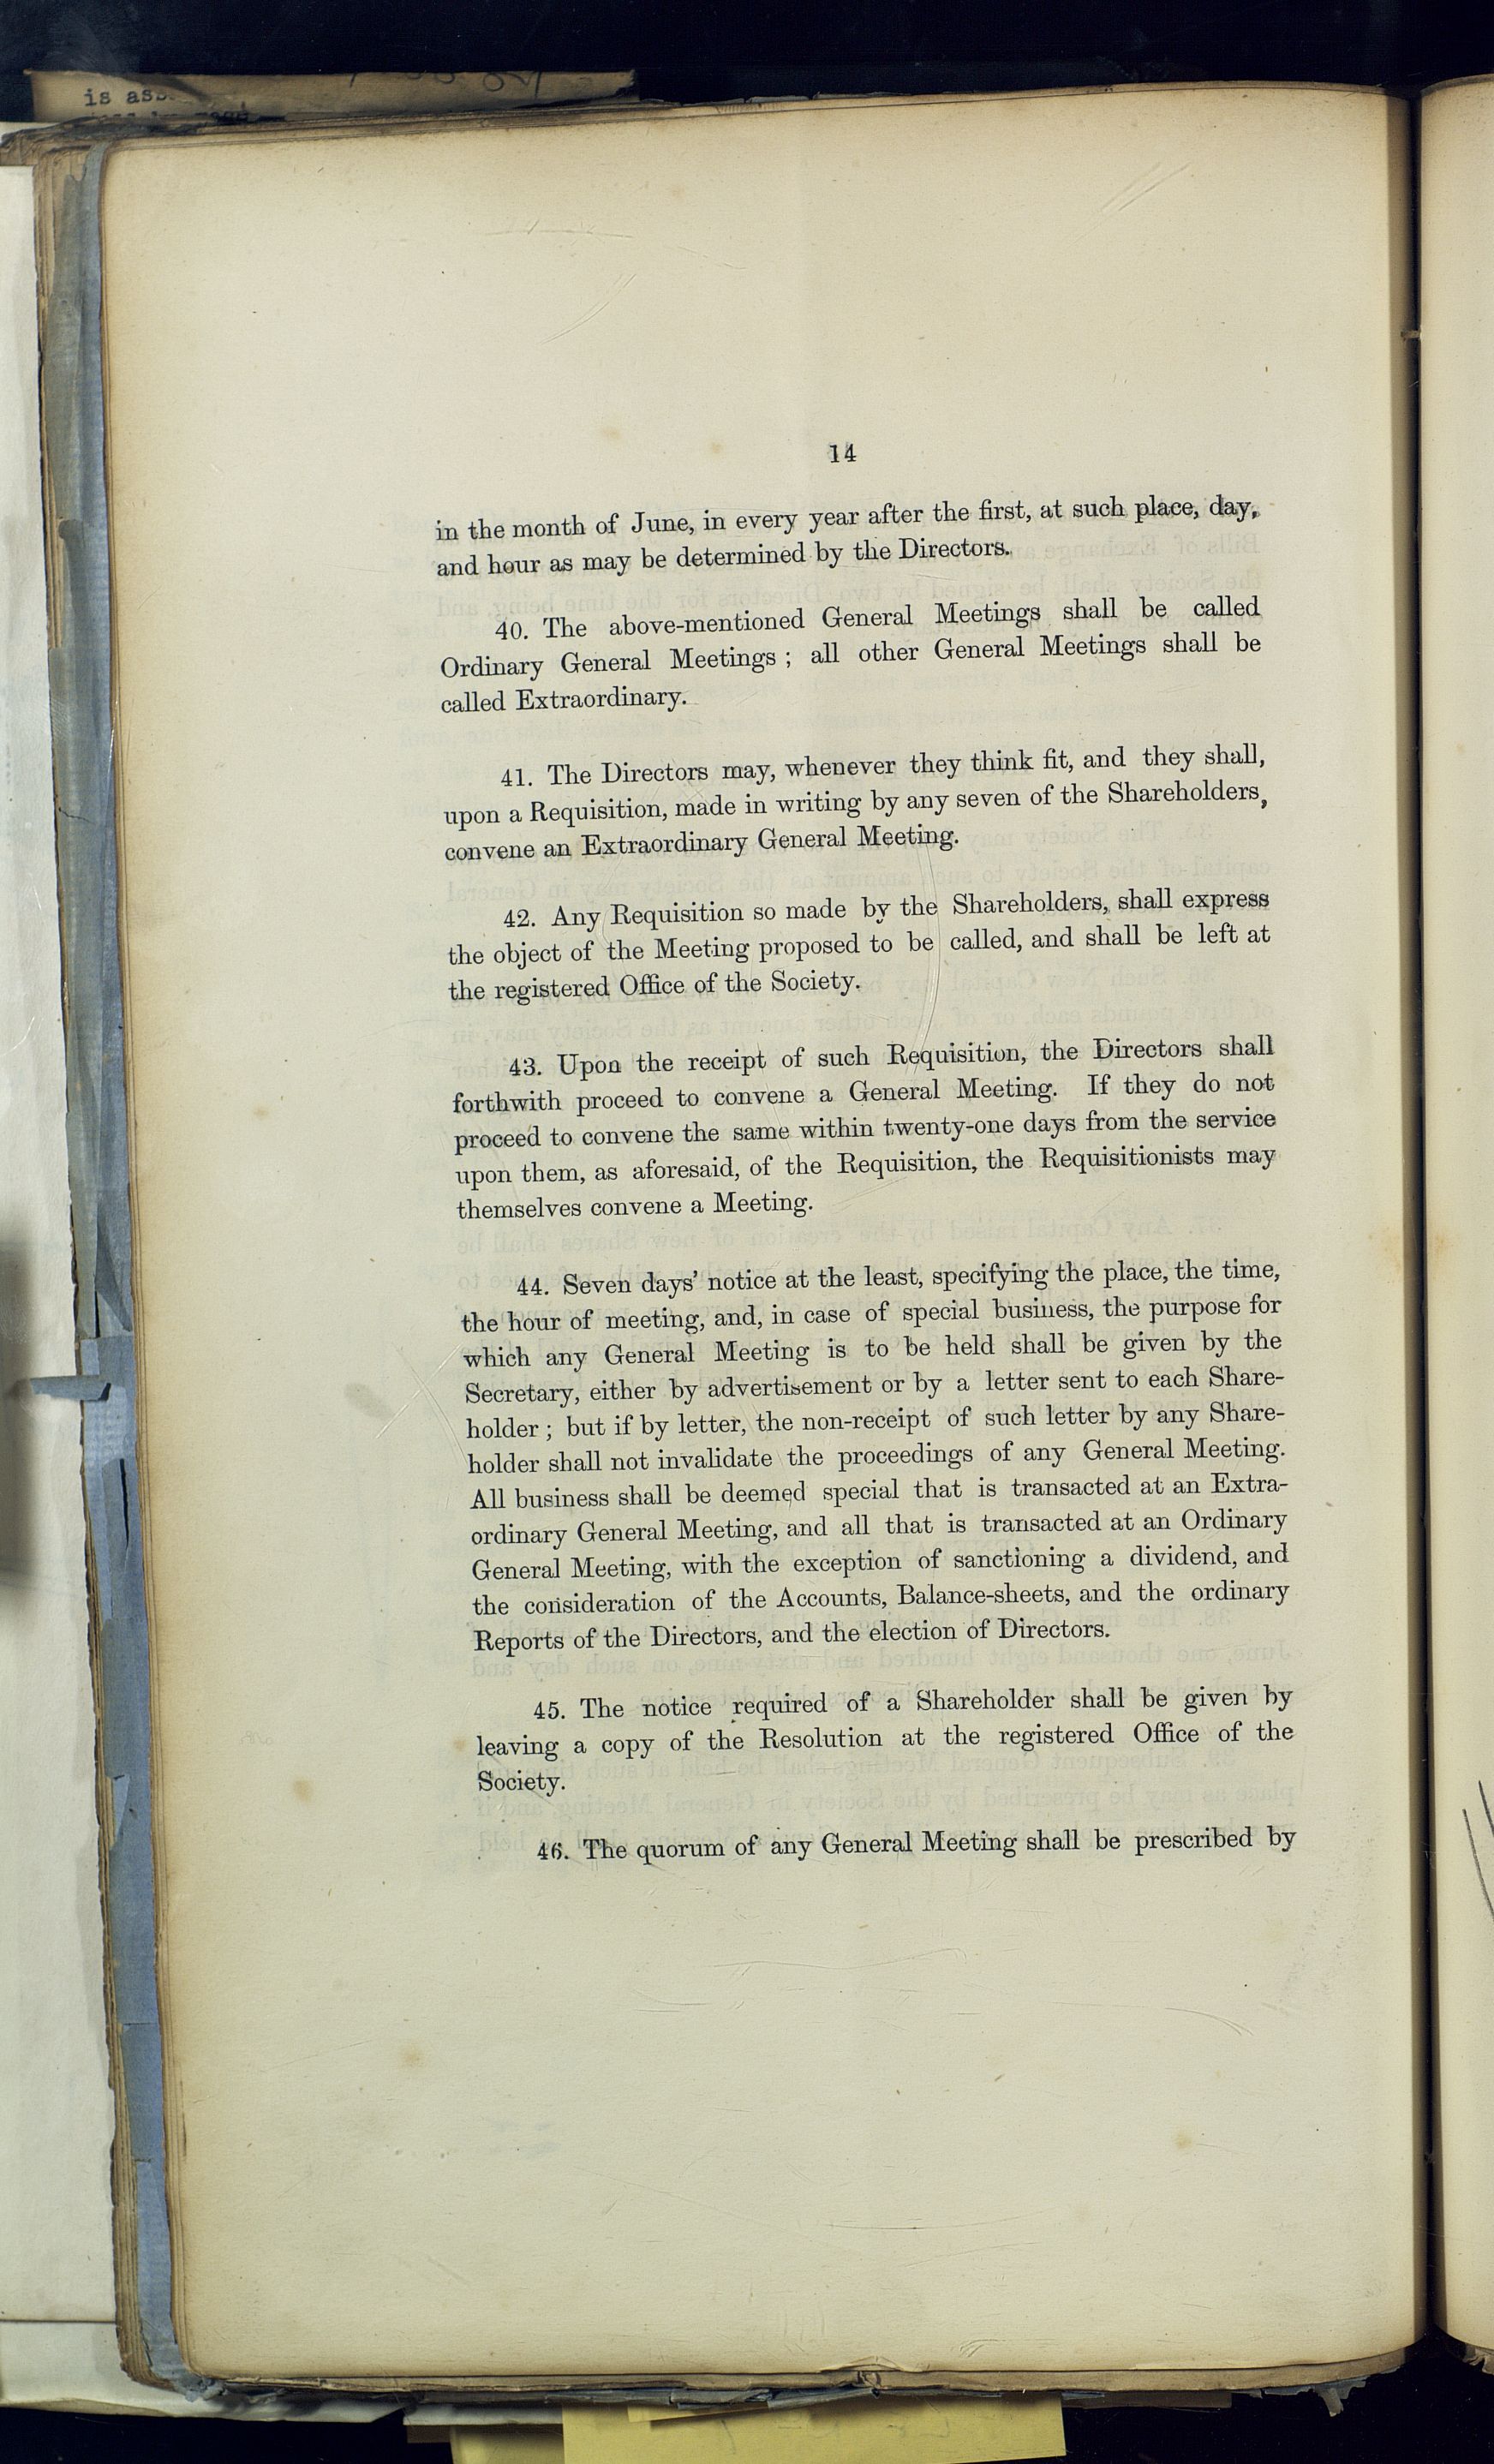 is ass
14
in the month of June, in every year after the first, at such place, day,
and hour as may be determined by the Directors.
40. The above-mentioned General Meetings shall be called
Ordinary General Meetings ; all other General Meetings shall be
called Extraordinary.
41. The Directors may, whenever they think fit, and they shall,
upon a Requisition, made in writing by any seven of the Shareholders,
convene an Extraordinary General Meeting.
42. Any Requisition so made by the Shareholders, shall express
the object of the Meeting proposed to be called, and shall be left at
the registered Office of the Society.
43. Upon the receipt of such Requisition, the Directors shall
forthwith proceed to convene a General Meeting. If they do not
proceed to convene the same within twenty-one days from the service
upon them, as aforesaid, of the Requisition, the Requisitionists may
themselves convene a Meeting.
44. Seven days' notice at the least, specifying the place, the time,
the hour of meeting, and, in case of special business, the purpose for
which any General Meeting is to be held shall be given by the
Secretary, either by advertisement or by a letter sent to each Share-
holder ; but if by letter, the non-receipt of such letter by any Share-
holder shall not invalidate the proceedings of any General Meeting.
All business shall be deemed special that is transacted at an Extra-
ordinary General Meeting, and all that is transacted at an Ordinary
General Meeting, with the exception of sanctioning a dividend, and
the consideration of the Accounts, Balance-sheets, and the ordinary
Reports of the Directors, and the election of Directors.
45. The notice required of a Shareholder shall be given by
leaving a copy of the Resolution at the registered Office of the
Society.
46. The quorum of any General Meeting shall be prescribed by